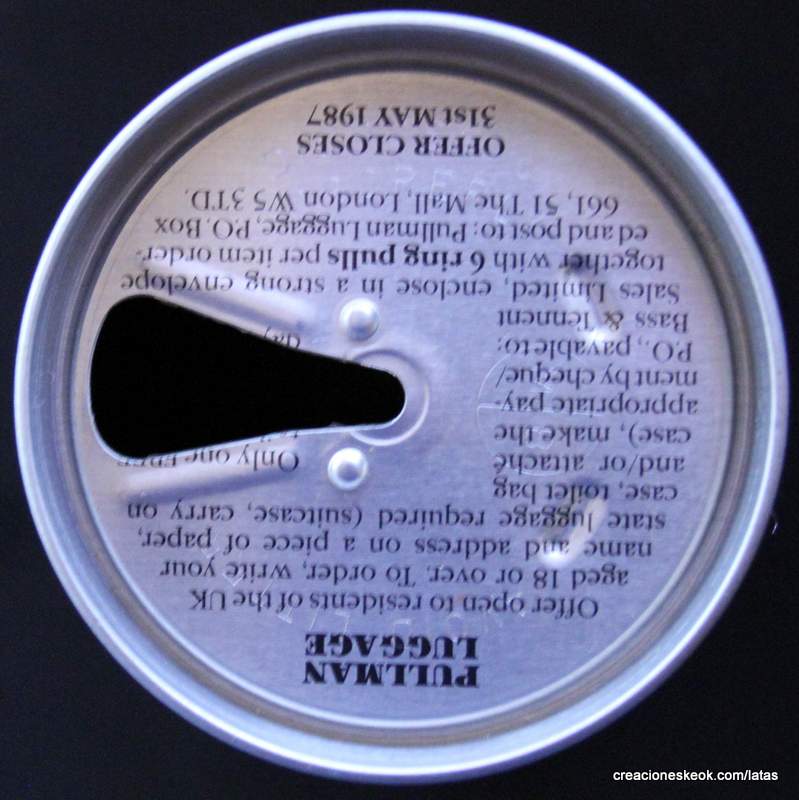 PULLMAN
LUGGAGE
Offer open to residents of the UK
aged 18 or over. To order, write your
name and address on a piece of paper,
state luggage required (suitcase, carry on
case, toilet bag
and/or attaché
case), make the
appropriate pay-
ment by cheque/
P.O., payable to:
Bass & Tennent
Only one FREE
Sales Limited, enclose in a strong envelope
together with 6 ring pulls per item order-
ed and post to: Pullman Luggage, P.O. Box
661, 51 The Mall, London W5 3TD.
OFFER CLOSES
31ST MAY 1987
creacioneskeok.com/latas